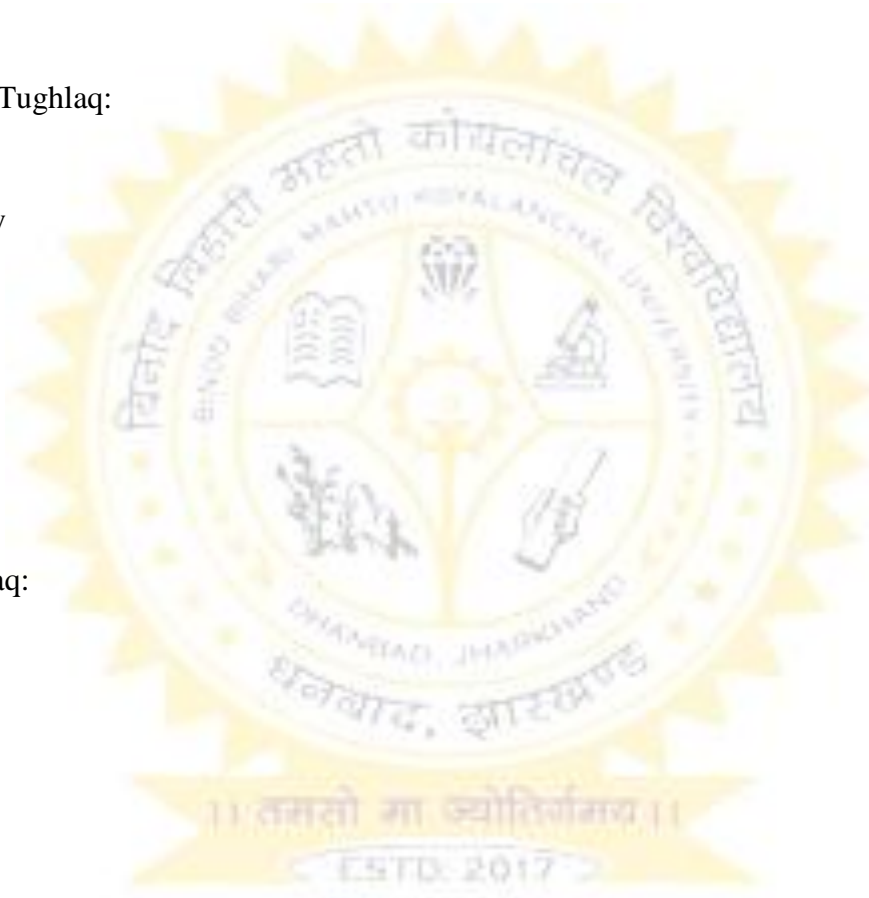 Tughlaq:
विनोद बिहारी महतो कोयलांचल विश्वविद्यालय
BINOD BIHARI MAHTO KOYALANCHAL UNIVERSITY
y
aq:
DHANBAD, JHARKHAND
धनबाद, झारखण्ड
।। तमसो मा ज्योतिर्गमय ।।
ESTD. 2017